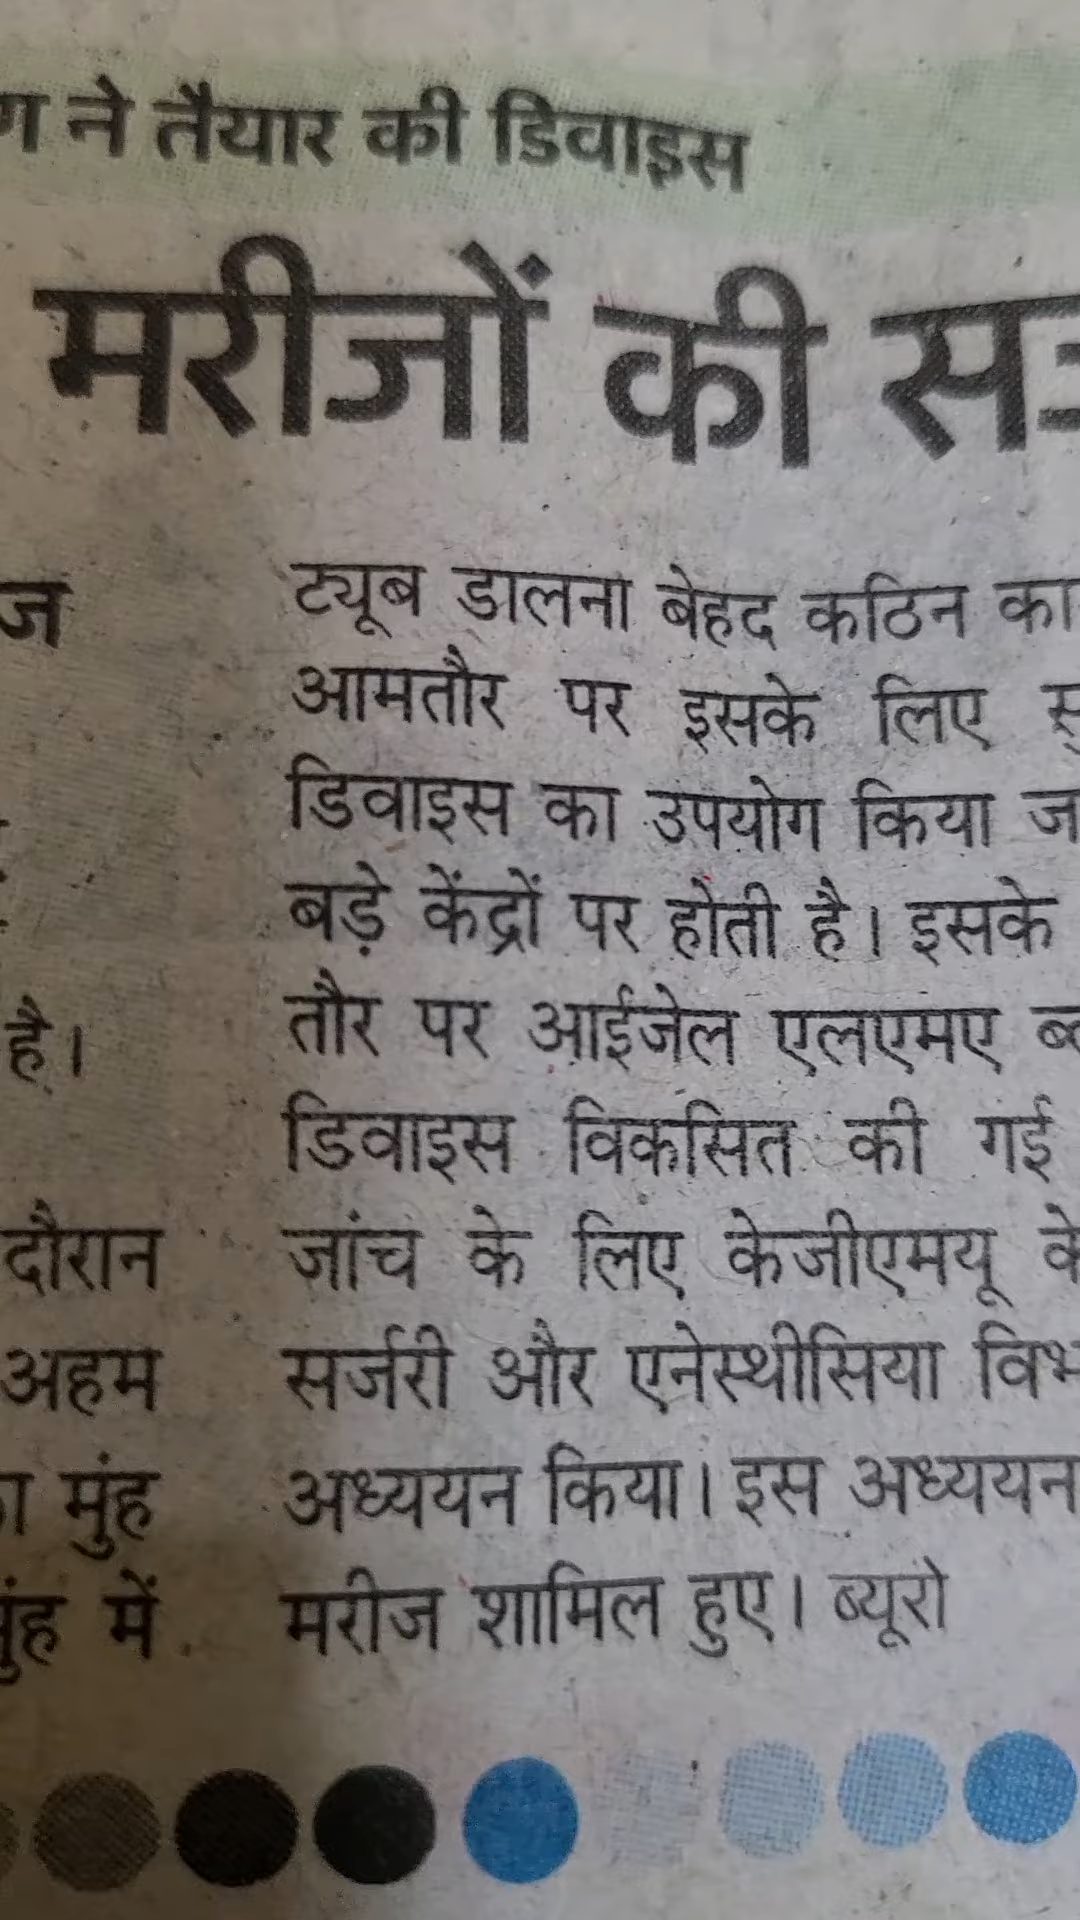 ने तैयार की डिवाइस
मरीजों की
ट्यूब डालना बेहद कठिन
आमतौर पर इसके लिए
डिवाइस का उपयोग किया
बड़े केंद्रों पर होती है। इसके
तौर पर आईजेल एलएमए
डिवाइस विकसित की गई
जांच के लिए केजीएमयू के
सर्जरी और एनेस्थीसिया
अध्ययन किया। इस अध्ययन
मरीज शामिल हुए। ब्यूरो
है।
दौरान
अहम
मुंह
में